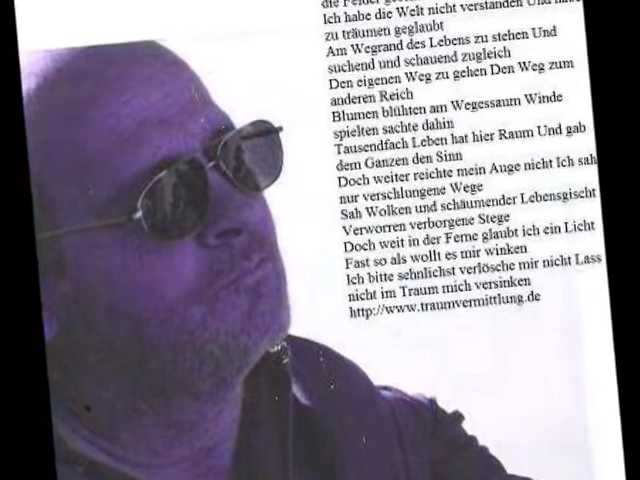 die Felder
Ich habe die Welt nicht verstanden Und
zu träumen geglaubt
Am Wegrand des Lebens zu stehen Und
suchend und schauend zugleich
Den eigenen Weg zu gehen Den Weg zum
anderen Reich
Blumen blühten am Wegessaum Winde
spielten sachte dahin
Tausendfach Leben hat hier Raum Und gab
dem Ganzen den Sinn
Doch weiter reichte mein Auge nicht Ich sah
nur verschlungene Wege
Sah Wolken und schäumender Lebensgischt
Verworren verborgene Stege
Doch weit in der Ferne glaubt ich ein Licht
Fast so als wollt es mir winken
Ich bitte sehnlichst verlösche mir nicht Lass
nicht im Traum mich versinken
http://www.traumvermittlung.de